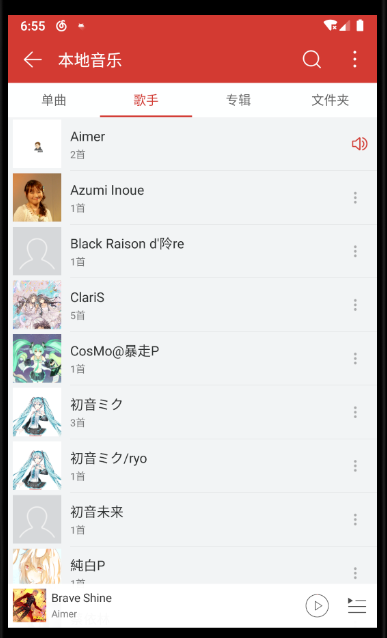 6:55
本地音乐
单曲 歌手 专辑 文件夹
Aimer
2首
Azumi Inoue
1首
Black Raison d'阾re
1首
ClariS
5首
CosMo@暴走P
1首
初音ミク
3首
初音ミク/ryo
1首
初音未来
1首
純白P
1首
Brave Shine
Aimer